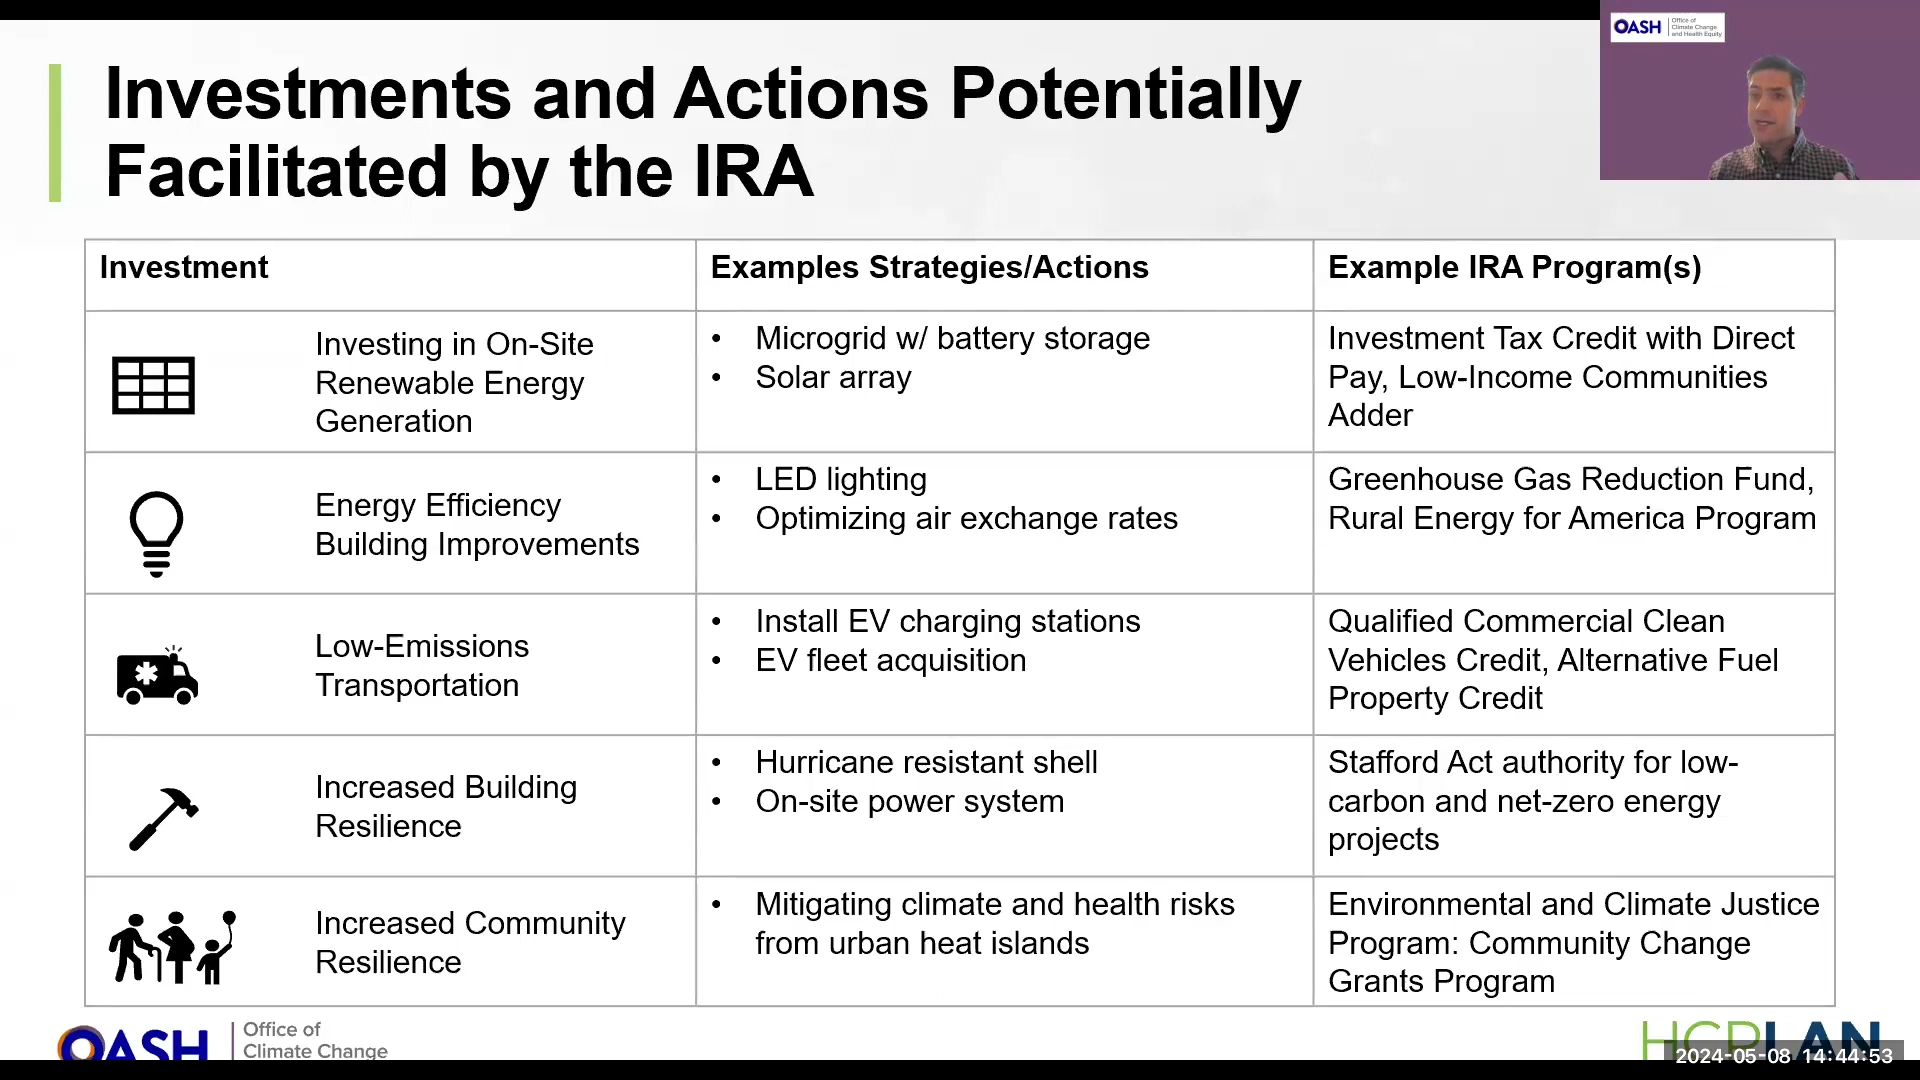 OASH
Office of
Climate Change
and Health Equity
Investments and Actions Potentially
Facilitated by the IRA
Investment
Examples Strategies/Actions
Example IRA Program(s)
Investing in On-Site
Renewable Energy
Generation
• Microgrid w/ battery storage
• Solar array
Investment Tax Credit with Direct
Pay, Low-Income Communities
Adder
Energy Efficiency
Building Improvements
• LED lighting
• Optimizing air exchange rates
Greenhouse Gas Reduction Fund,
Rural Energy for America Program
Low-Emissions
Transportation
• Install EV charging stations
• EV fleet acquisition
Qualified Commercial Clean
Vehicles Credit, Alternative Fuel
Property Credit
Increased Building
Resilience
• Hurricane resistant shell
• On-site power system
Stafford Act authority for low-
carbon and net-zero energy
projects
Increased Community
Resilience
• Mitigating climate and health risks
from urban heat islands
Environmental and Climate Justice
Program: Community Change
Grants Program
OASH
Office of
Climate Change
HCPLAN
2024-05-08 14:44:53